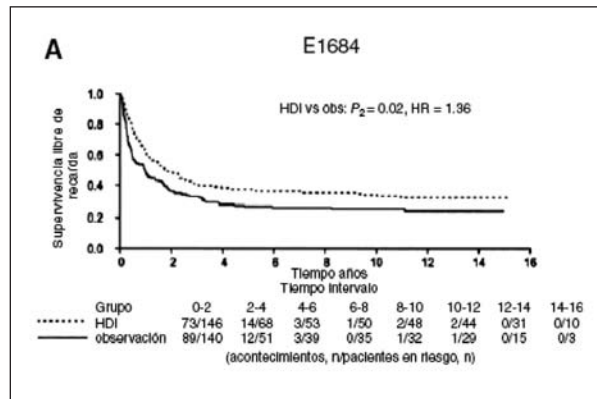 A
E1684
HDI vs obs: P2 = 0.02, HR = 1.36
Supervivencia libre de
recaída
1.0
0.8
0.6
0.4
0.2
0.0
0 2 4 6 8 10 12 14 16
Tiempo años
Tiempo intervalo
Grupo 0-2 2-4 4-6 6-8 8-10 10-12 12-14 14-16
HDI 73/146 14/68 3/53 1/50 2/48 2/44 0/31 0/10
observación 89/140 12/51 3/39 0/35 1/32 1/29 0/15 0/3
(acontecimientos, n/pacientes en riesgo, n)